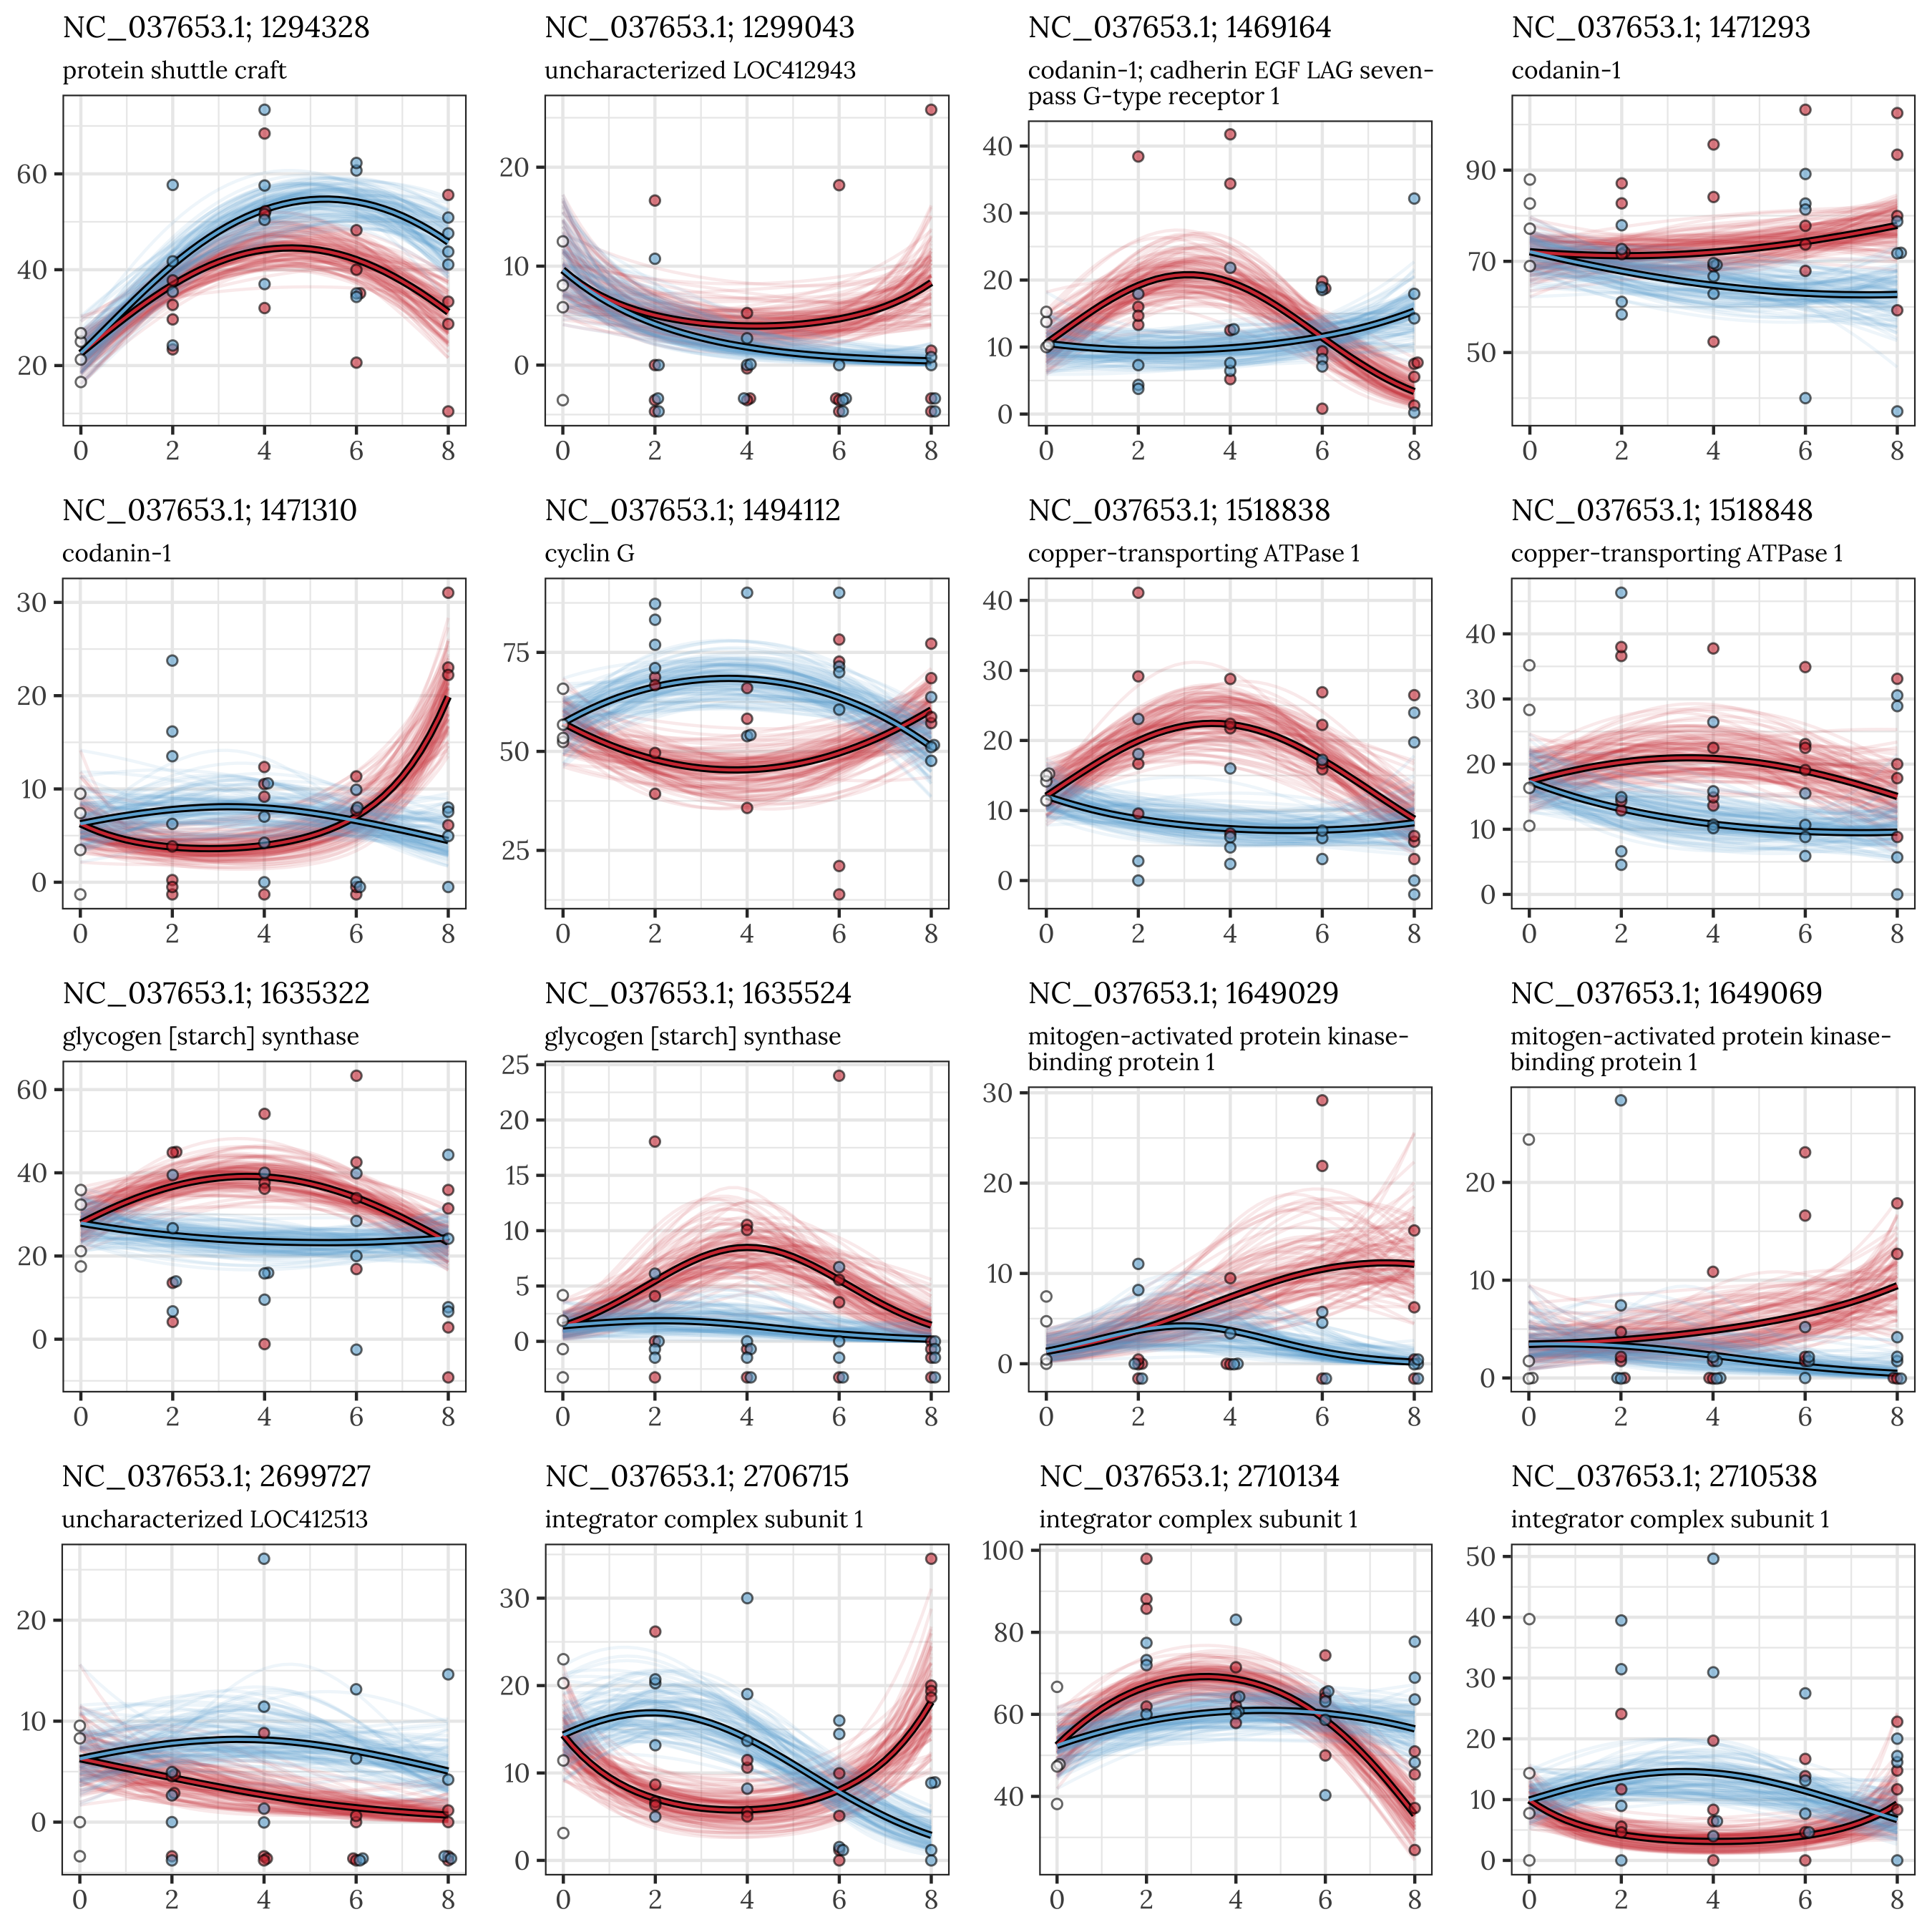 NC_037653.1; 1294328
protein shuttle craft
60
40
20
0 2 4 6 8
NC_037653.1; 1299043
uncharacterized LOC412943
20
10
0
0 2 4 6 8
NC_037653.1; 1469164
codanin-1; cadherin EGF LAG seven-
pass G-type receptor 1
40
30
20
10
0
0 2 4 6 8
NC_037653.1; 1471293
codanin-1
90
70
50
0 2 4 6 8
NC_037653.1; 1471310
codanin-1
30
20
10
0
0 2 4 6 8
NC_037653.1; 1494112
cyclin G
75
50
25
0 2 4 6 8
NC_037653.1; 1518838
copper-transporting ATPase 1
40
30
20
10
0
0 2 4 6 8
NC_037653.1; 1518848
copper-transporting ATPase 1
40
30
20
10
0
0 2 4 6 8
NC_037653.1; 1635322
glycogen [starch] synthase
60
40
20
0
0 2 4 6 8
NC_037653.1; 1635524
glycogen [starch] synthase
25
20
15
10
5
0
0 2 4 6 8
NC_037653.1; 1649029
mitogen-activated protein kinase-
binding protein 1
30
20
10
0
0 2 4 6 8
NC_037653.1; 1649069
mitogen-activated protein kinase-
binding protein 1
20
10
0
0 2 4 6 8
NC_037653.1; 2699727
uncharacterized LOC412513
20
10
0
0 2 4 6 8
NC_037653.1; 2706715
integrator complex subunit 1
30
20
10
0
0 2 4 6 8
NC_037653.1; 2710134
integrator complex subunit 1
100
80
60
40
0 2 4 6 8
NC_037653.1; 2710538
integrator complex subunit 1
50
40
30
20
10
0
0 2 4 6 8